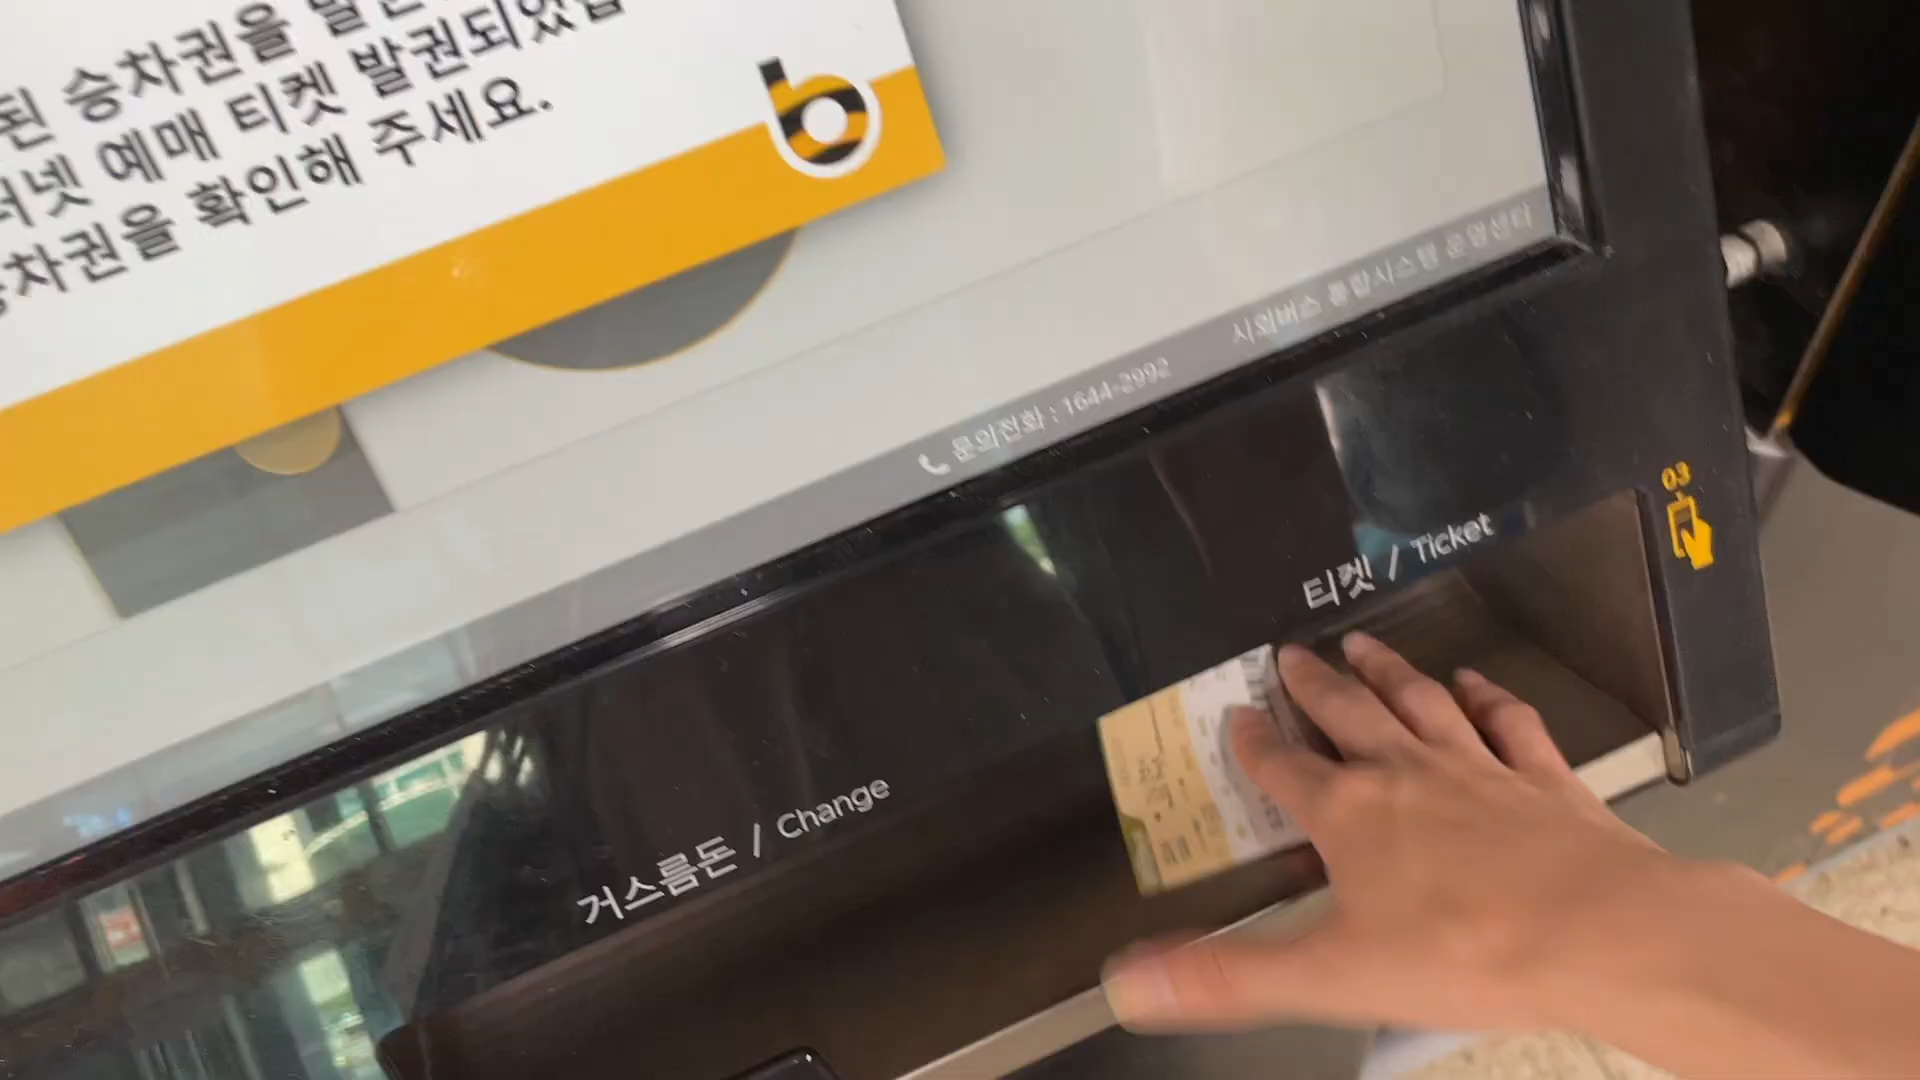 된 승차권을
인터넷 예매 티켓 발권되었습
승차권을 확인해 주세요.
문의전화 : 1644-2992
시외버스 통합시스템 운영센터
03
티켓 / Ticket
거스름돈 / Change